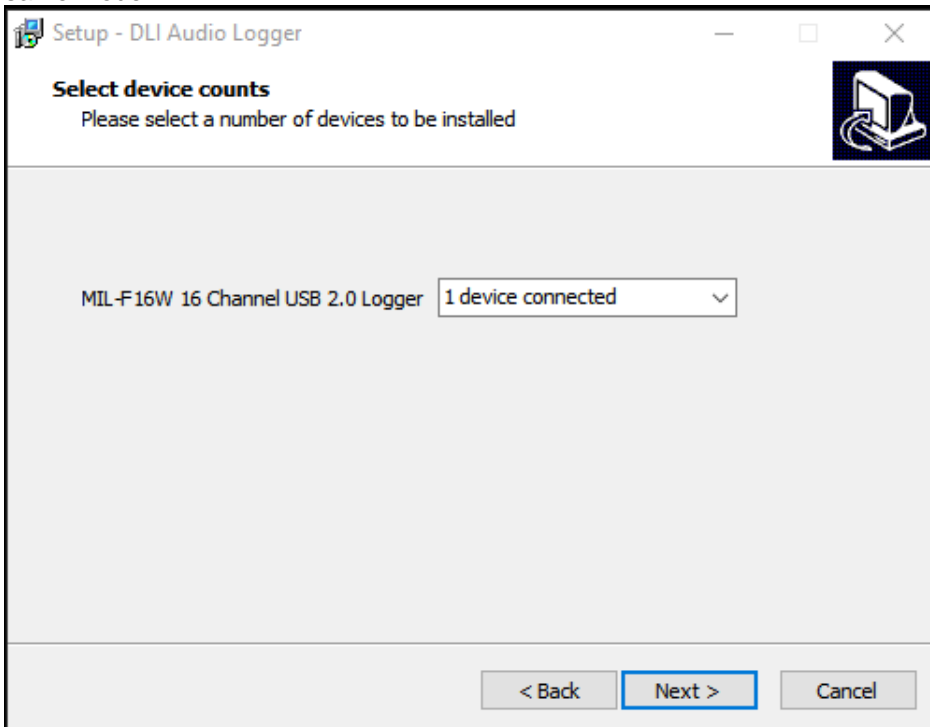 Setup - DLI Audio Logger
Select device counts
Please select a number of devices to be installed
MIL-F16W 16 Channel USB 2.0 Logger 1 device connected
< Back Next > Cancel